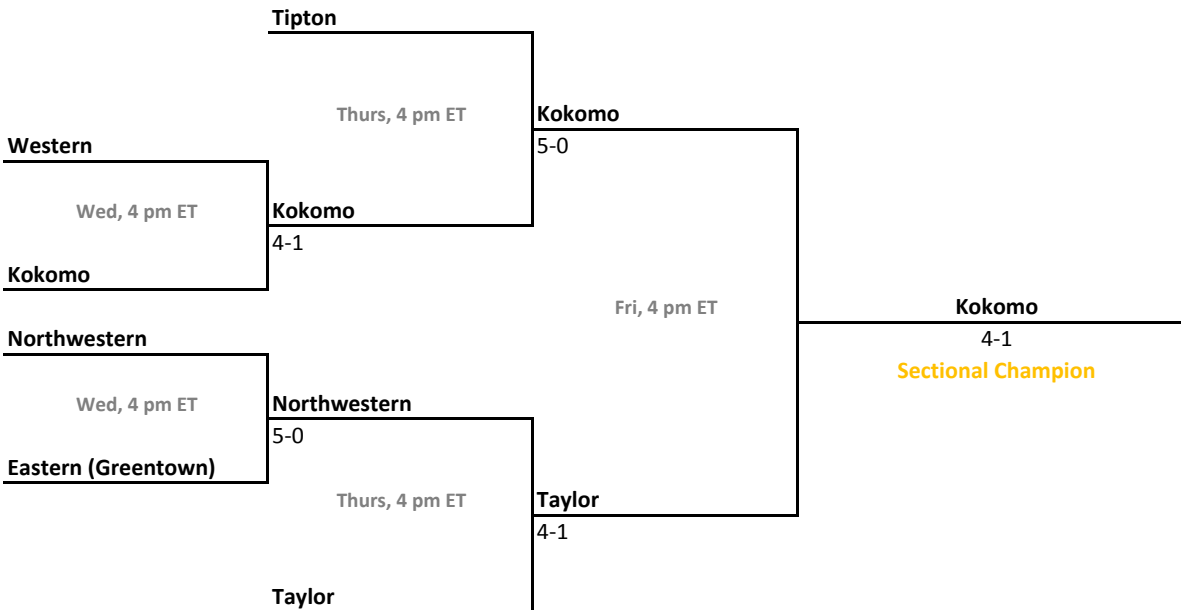 Tipton
Thurs, 4 pm ET
Kokomo
5-0
Western
Wed, 4 pm ET
Kokomo
4-1
Kokomo
Fri, 4 pm ET
Kokomo
4-1
Sectional Champion
Northwestern
Wed, 4 pm ET
Northwestern
5-0
Eastern (Greentown)
Thurs, 4 pm ET
Taylor
4-1
Taylor